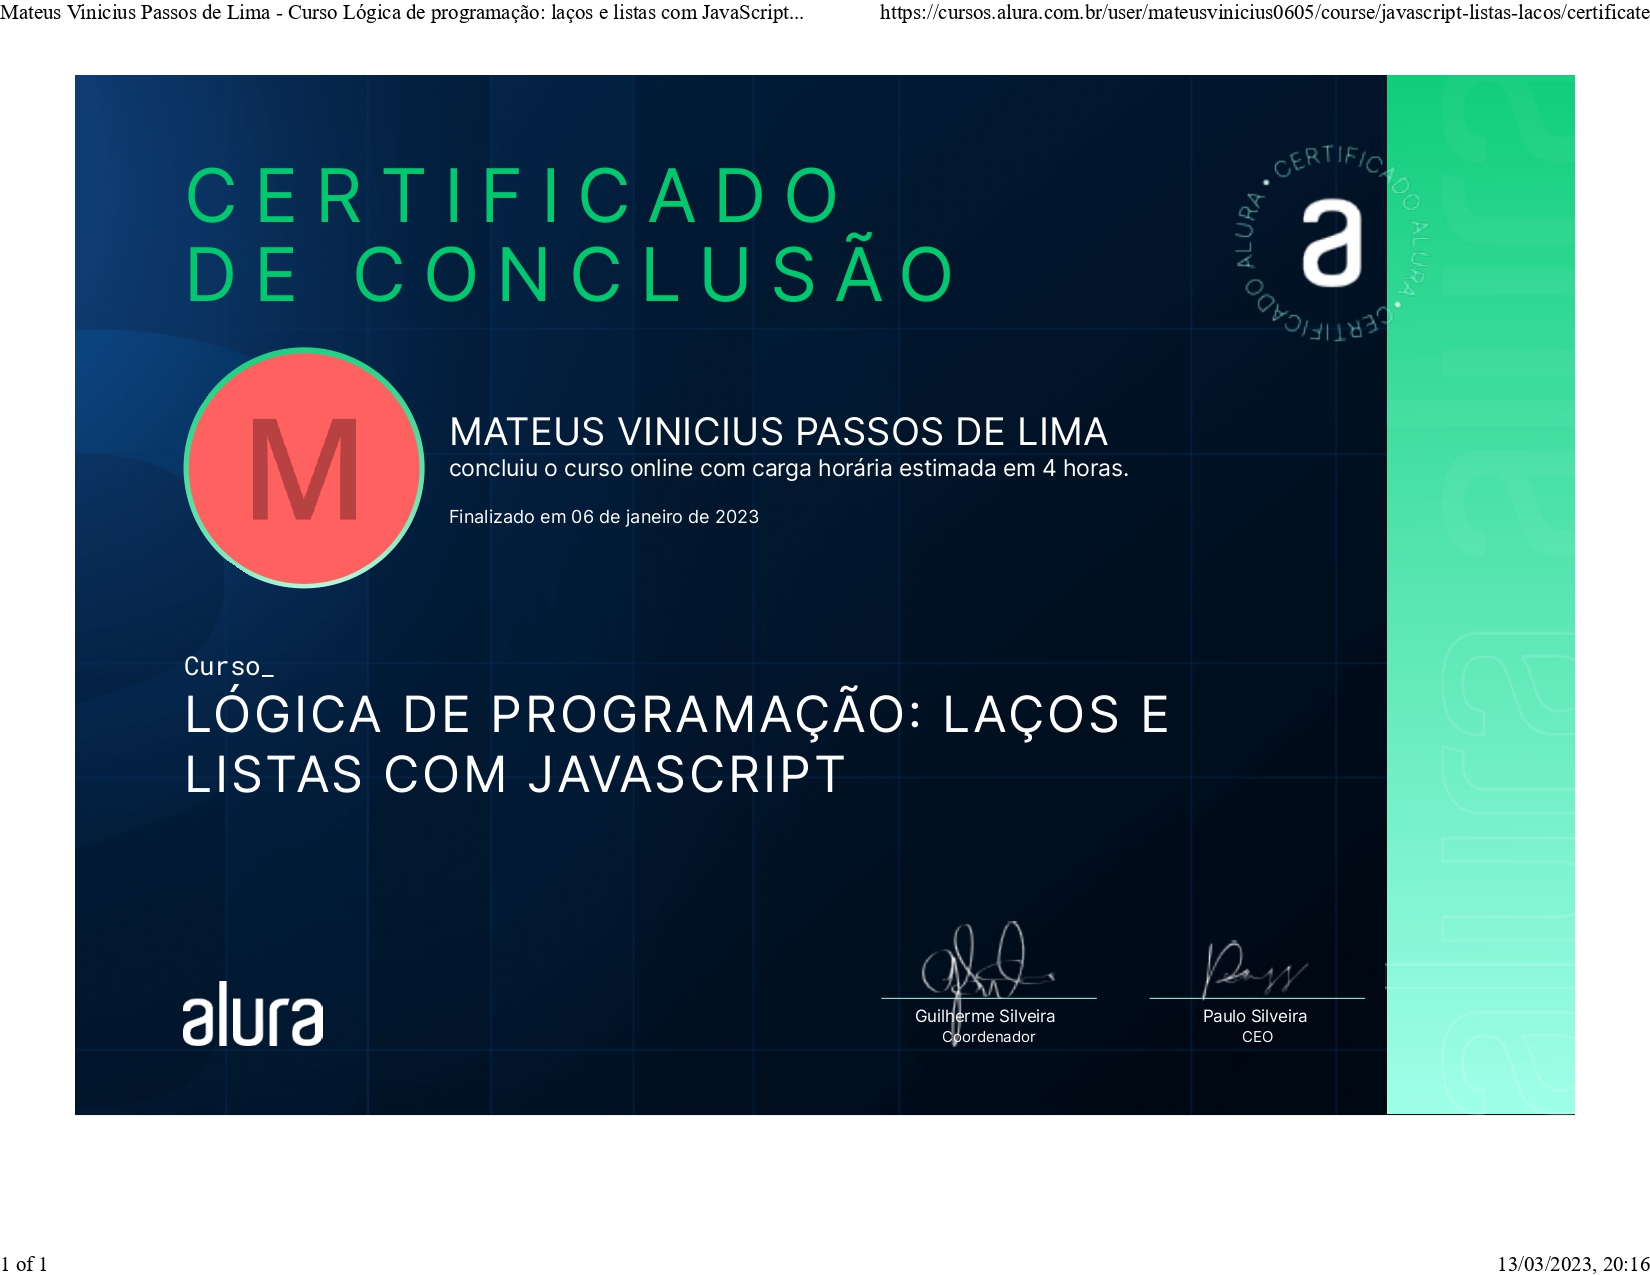 Mateus Vinicius Passos de Lima - Curso Lógica de programação: laços e listas com JavaScript...
https://cursos.alura.com.br/user/mateusvinicius0605/course/javascript-listas-lacos/certificate
CERTIFICADO
DE CONCLUSÃO
CERTIFICADO ALURA • CERTIFICADO ALURA •
a
M
MATEUS VINICIUS PASSOS DE LIMA
concluiu o curso online com carga horária estimada em 4 horas.
Finalizado em 06 de janeiro de 2023
Curso_
LÓGICA DE PROGRAMAÇÃO: LAÇOS E
LISTAS COM JAVASCRIPT
alura
Guilherme Silveira
Coordenador
Paulo Silveira
CEO
alura
alura
1 of 1
13/03/2023, 20:16